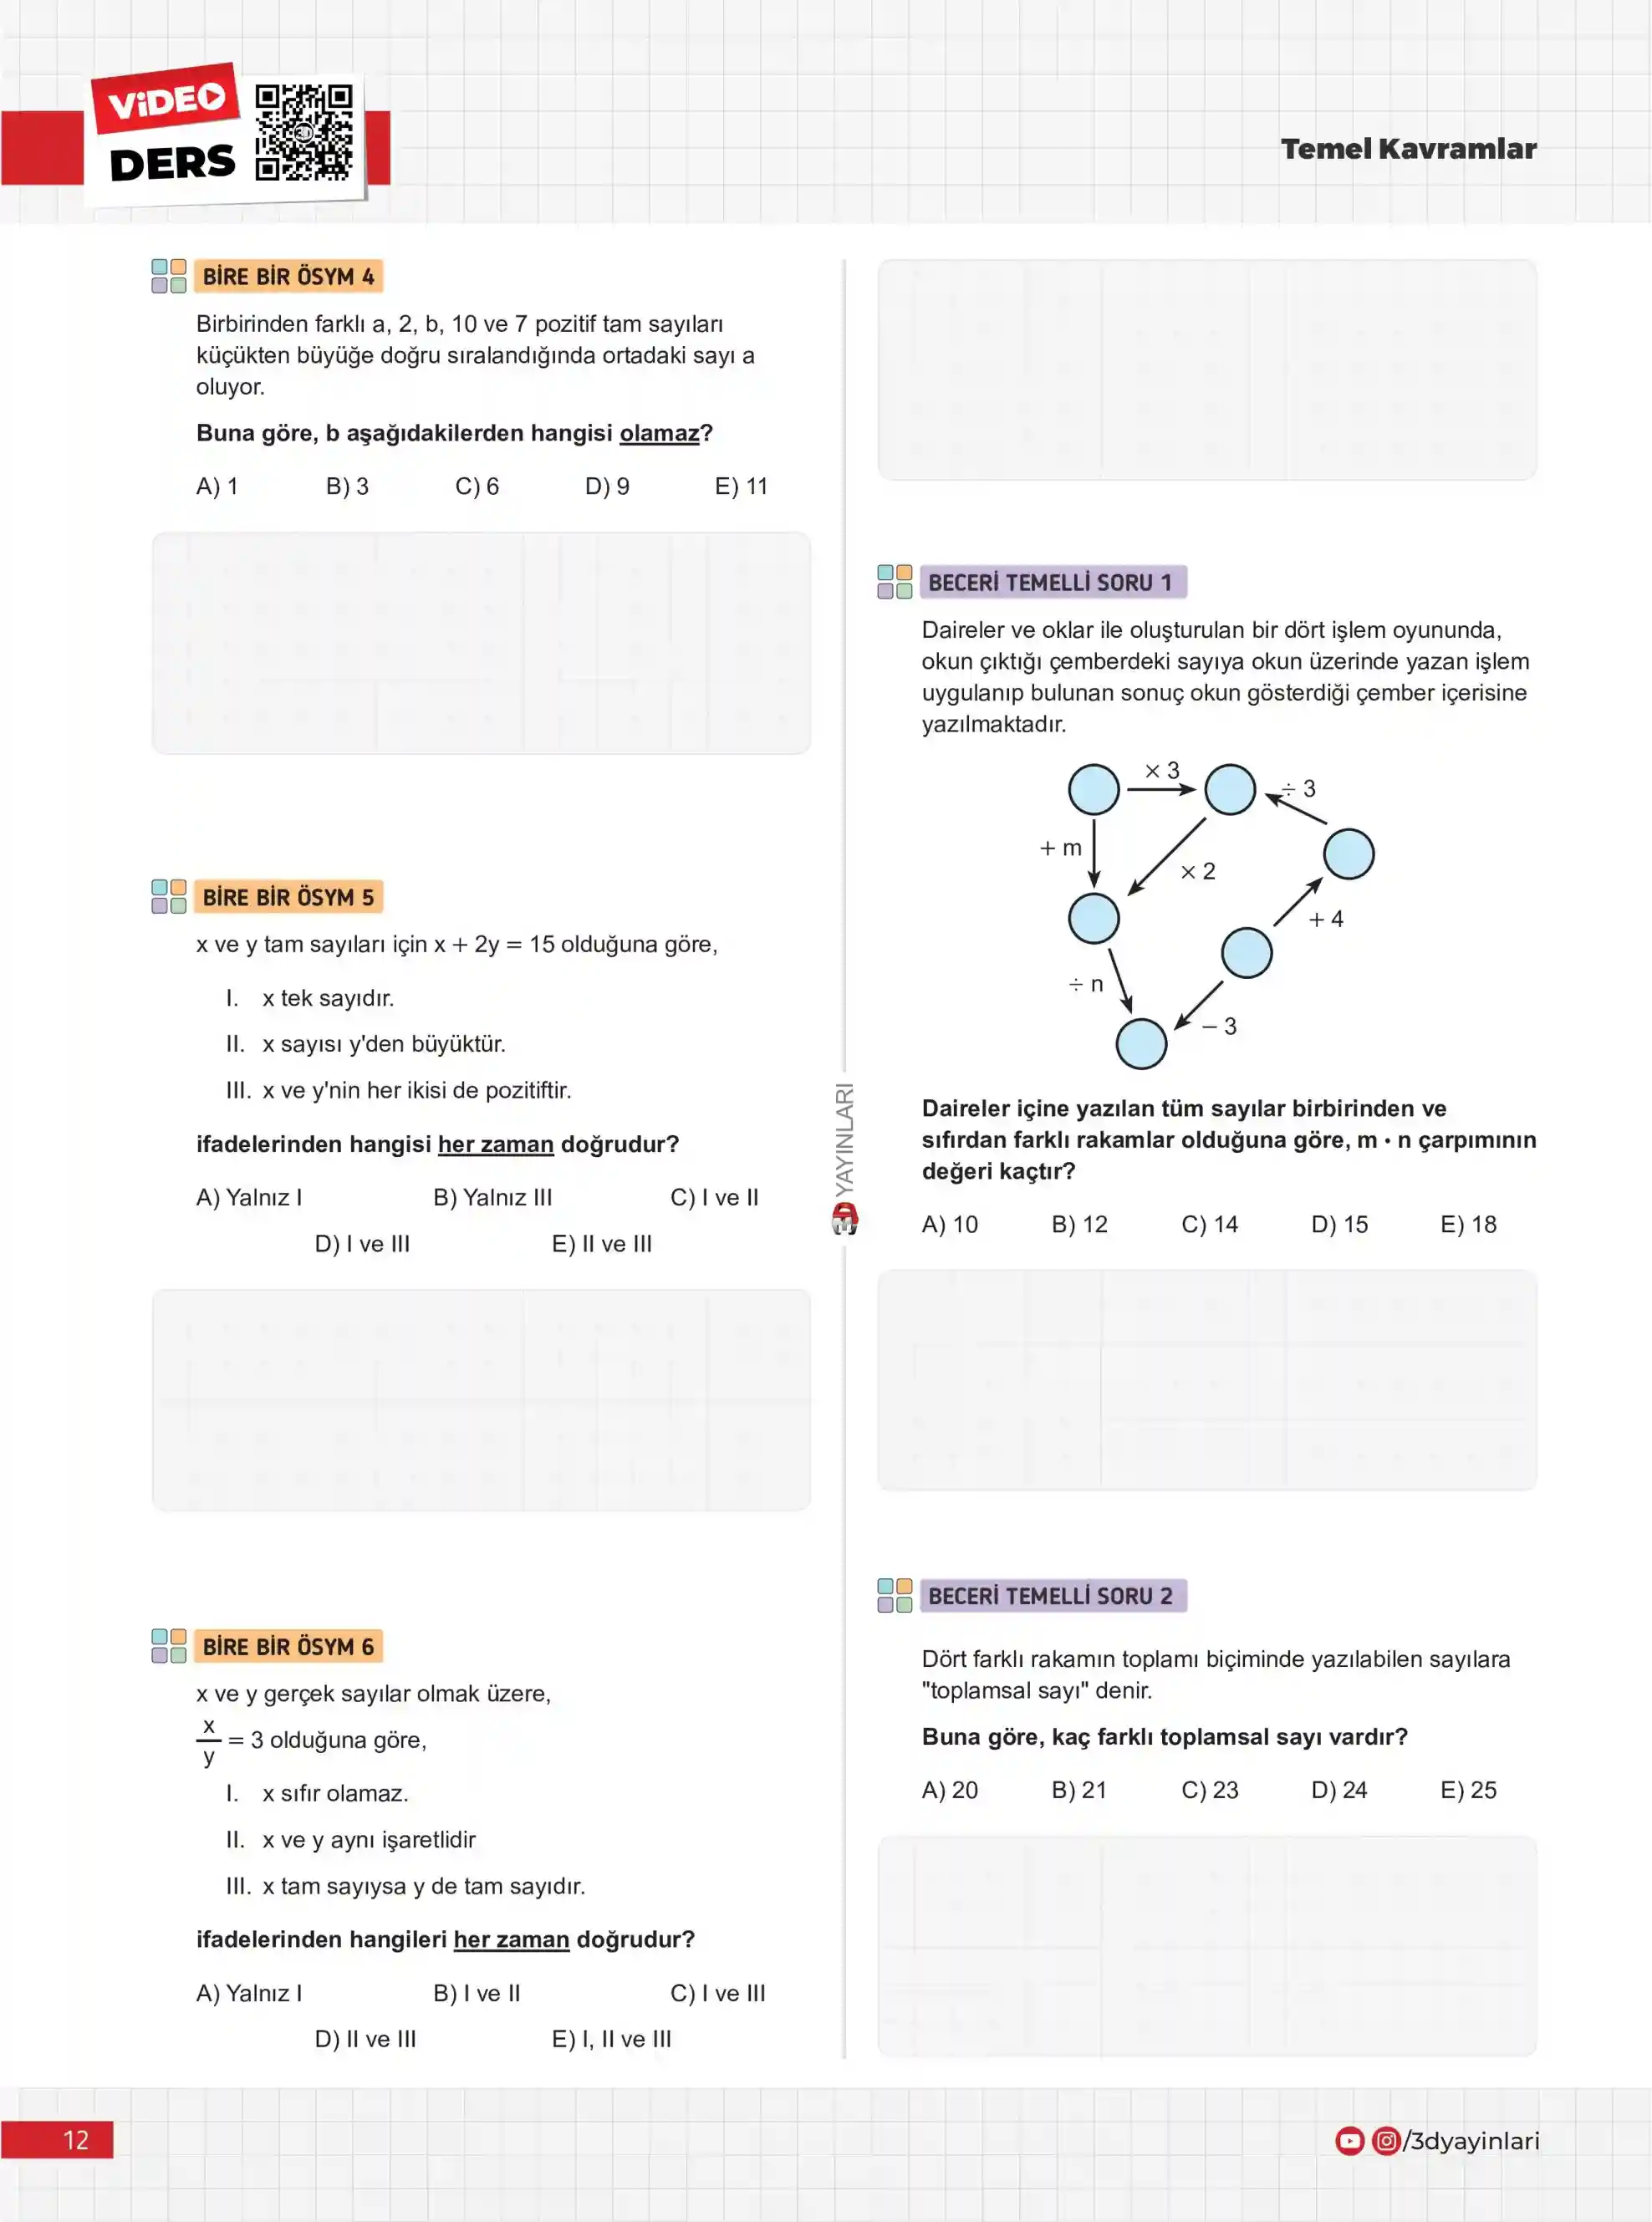 ViDEO
DERS
Temel Kavramlar
BİRE BİR ÖSYM 4
Birbirinden farklı a, 2, b, 10 ve 7 pozitif tam sayıları
küçükten büyüğe doğru sıralandığında ortadaki sayı a
oluyor.
Buna göre, b aşağıdakilerden hangisi olamaz?
A) 1 B) 3 C) 6 D) 9 E) 11
BİRE BİR ÖSYM 5
x ve y tam sayıları için x + 2y = 15 olduğuna göre,
I. x tek sayıdır.
II. x sayısı y'den büyüktür.
III. x ve y'nin her ikisi de pozitiftir.
ifadelerinden hangisi her zaman doğrudur?
A) Yalnız I B) Yalnız III C) I ve II
D) I ve III E) II ve III
BİRE BİR ÖSYM 6
x ve y gerçek sayılar olmak üzere,
x
— = 3 olduğuna göre,
y
I. x sıfır olamaz.
II. x ve y aynı işaretlidir
III. x tam sayıysa y de tam sayıdır.
ifadelerinden hangileri her zaman doğrudur?
A) Yalnız I B) I ve II C) I ve III
D) II ve III E) I, II ve III
YAYINLARI
BECERİ TEMELLİ SORU 1
Daireler ve oklar ile oluşturulan bir dört işlem oyununda,
okun çıktığı çemberdeki sayıya okun üzerinde yazan işlem
uygulanıp bulunan sonuç okun gösterdiği çember içerisine
yazılmaktadır.
× 3
÷ 3
+ m
× 2
+ 4
÷ n
– 3
Daireler içine yazılan tüm sayılar birbirinden ve
sıfırdan farklı rakamlar olduğuna göre, m • n çarpımının
değeri kaçtır?
A) 10 B) 12 C) 14 D) 15 E) 18
BECERİ TEMELLİ SORU 2
Dört farklı rakamın toplamı biçiminde yazılabilen sayılara
"toplamsal sayı" denir.
Buna göre, kaç farklı toplamsal sayı vardır?
A) 20 B) 21 C) 23 D) 24 E) 25
12
/3dyayinlari